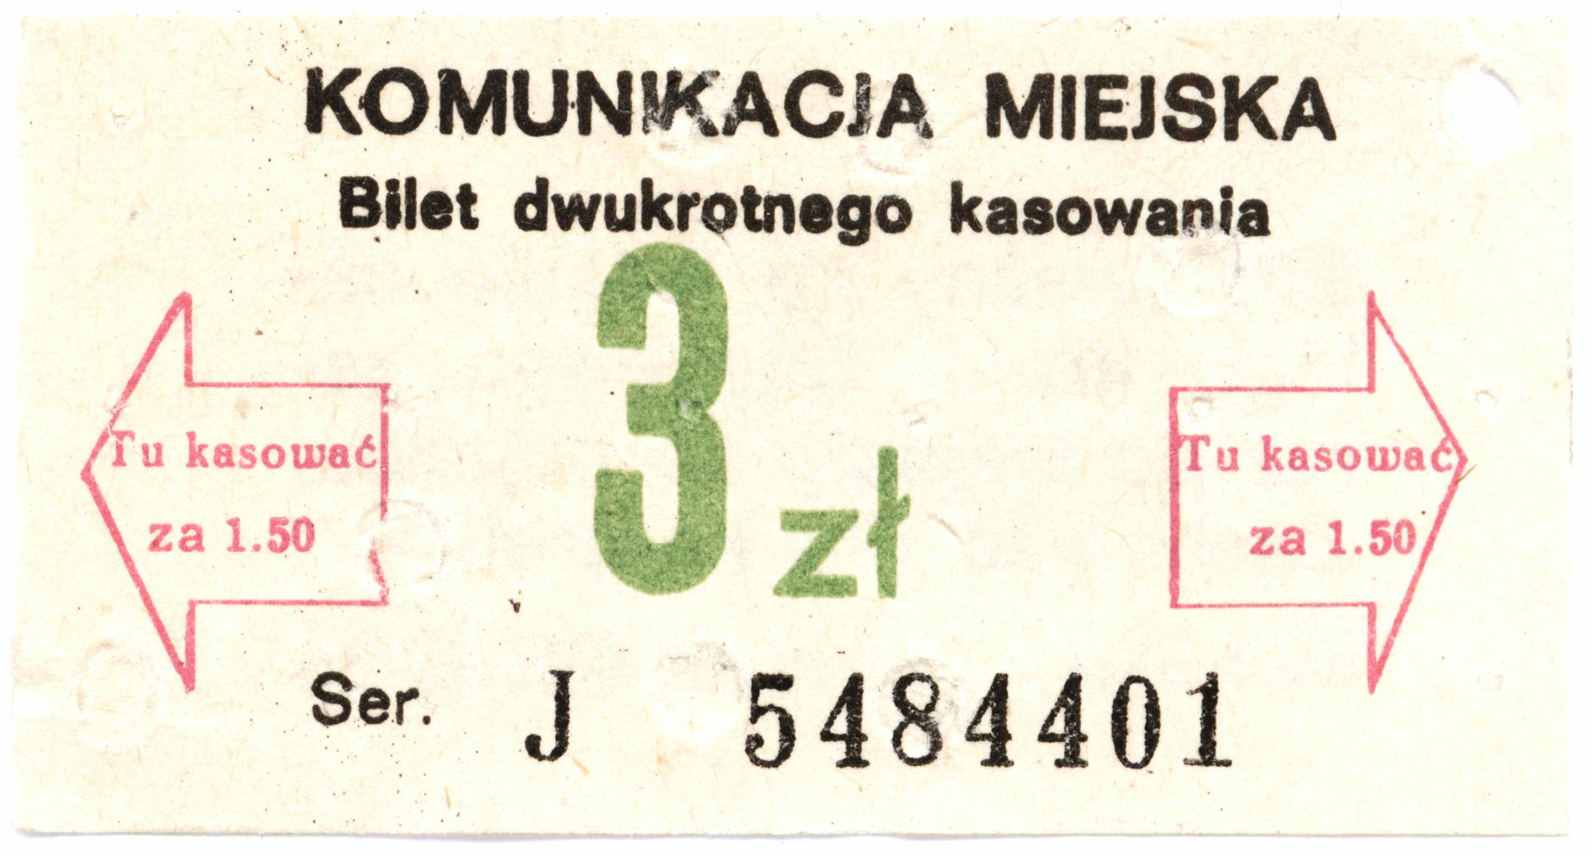 KOMUNIKACJA MIEJSKA
Bilet dwukrotnego kasowania
3 zł
Tu kasować
za 1.50
Tu kasować
za 1.50
Ser. J 5484401